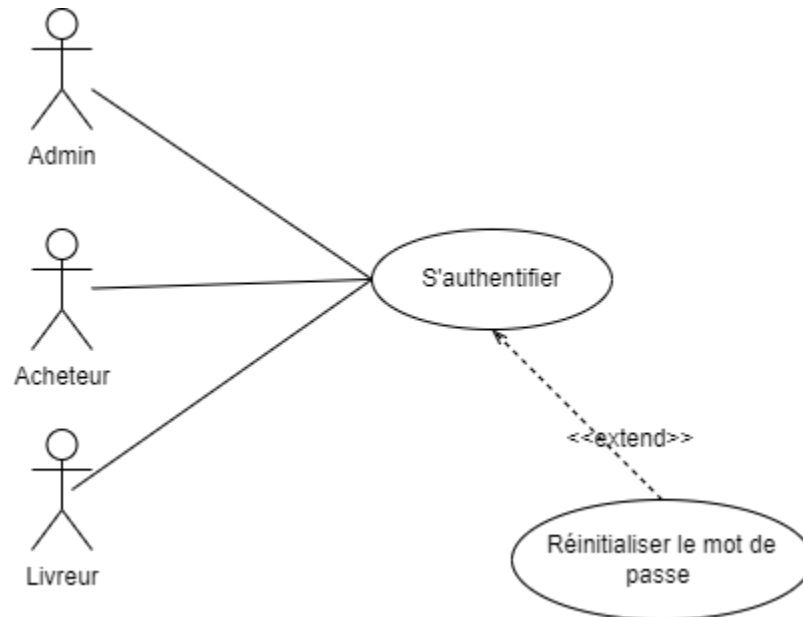 Admin
S'authentifier
Acheteur
<<extend>>
Réinitialiser le mot de
passe
Livreur